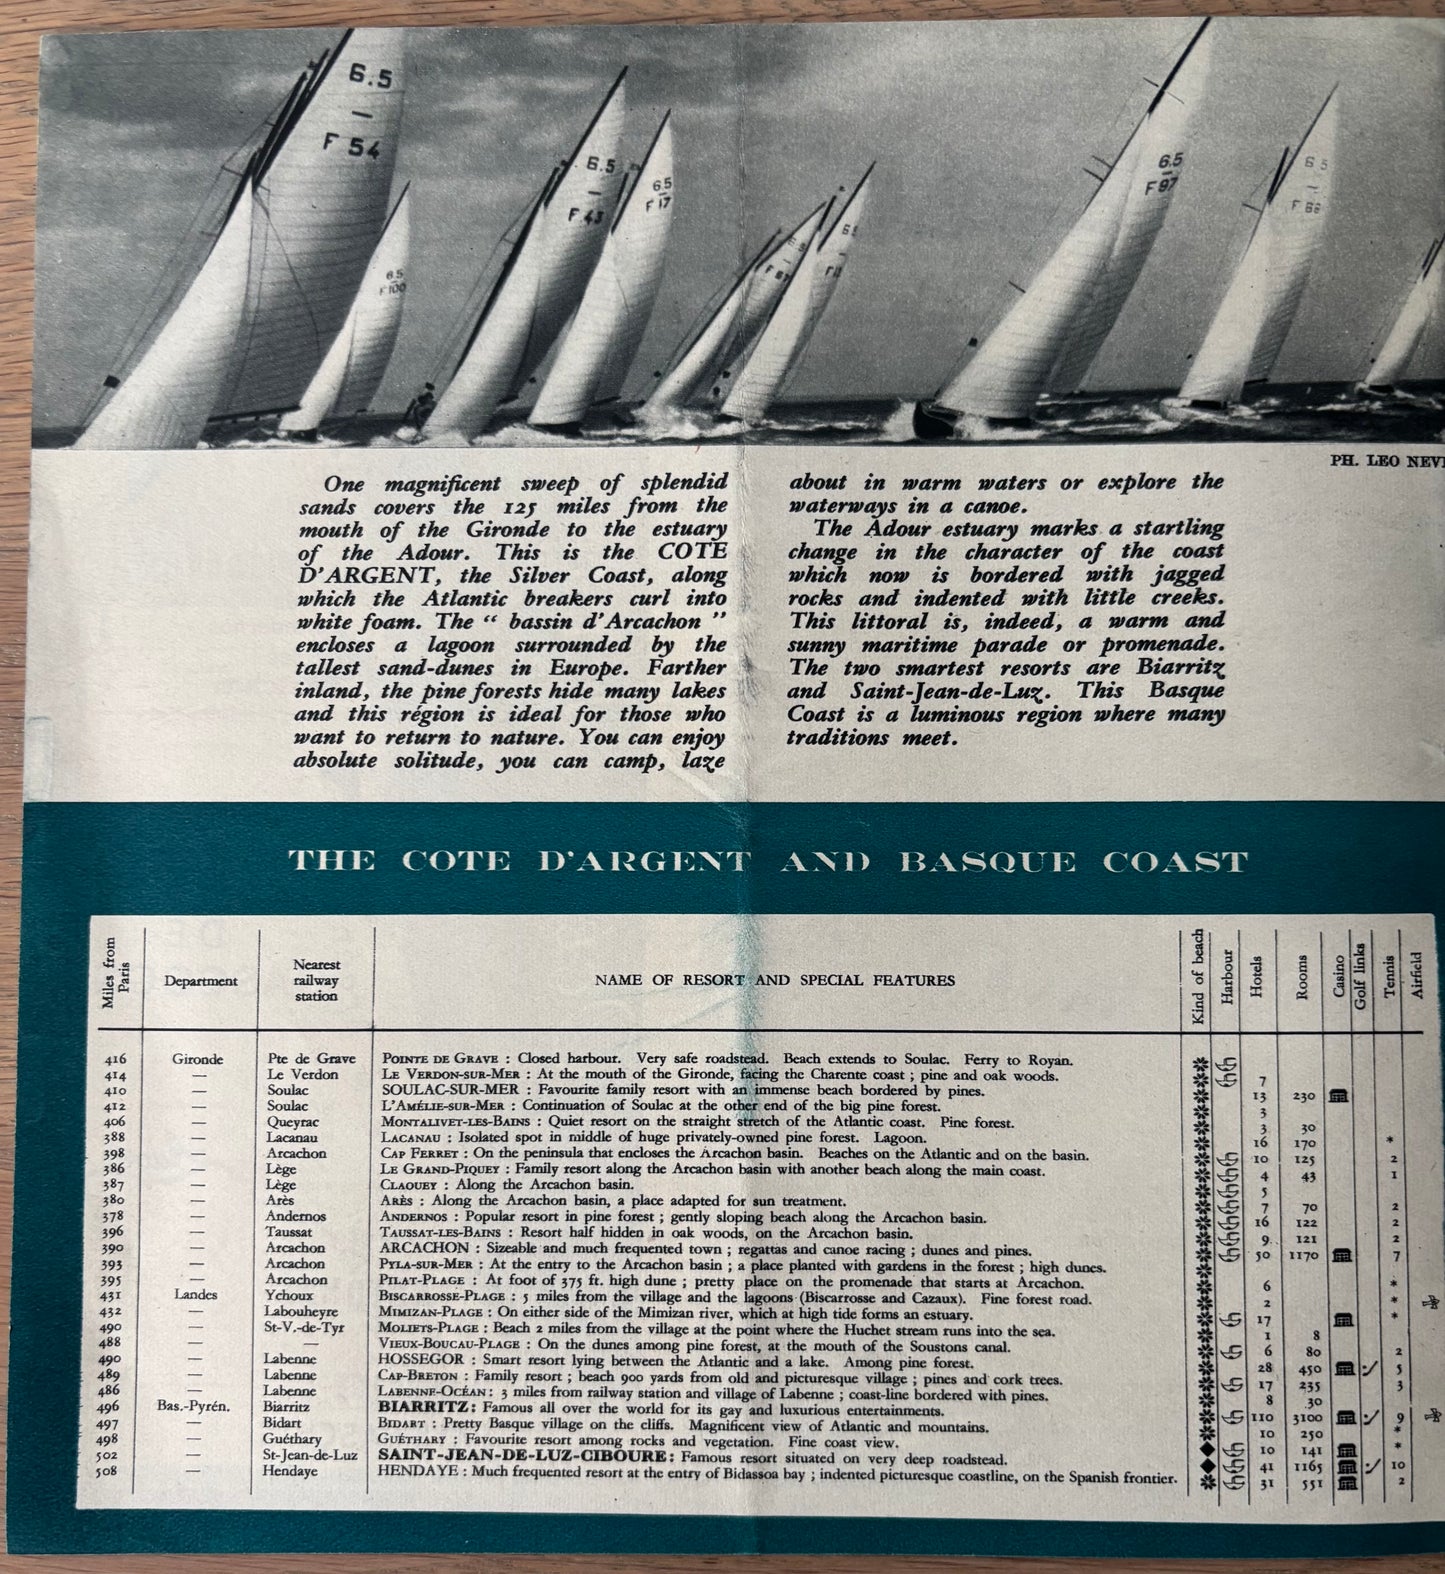 6.5
F 54
6.5
F 100
6.5
F 43
6.5
F 17
6.5
F 97
6.5
PH. LEO NEVE
One magnificent sweep of splendid
sands covers the 125 miles from the
mouth of the Gironde to the estuary
of the Adour. This is the COTE
D'ARGENT, the Silver Coast, along
which the Atlantic breakers curl into
white foam. The “ bassin d'Arcachon ”
encloses a lagoon surrounded by the
tallest sand-dunes in Europe. Farther
inland, the pine forests hide many lakes
and this région is ideal for those who
want to return to nature. You can enjoy
absolute solitude, you can camp, laze
about in warm waters or explore the
waterways in a canoe.
The Adour estuary marks a startling
change in the character of the coast
which now is bordered with jagged
rocks and indented with little creeks.
This littoral is, indeed, a warm and
sunny maritime parade or promenade.
The two smartest resorts are Biarritz
and Saint-Jean-de-Luz. This Basque
Coast is a luminous region where many
traditions meet.
THE COTE D'ARGENT AND BASQUE COAST
Miles from Paris Department Nearest railway station NAME OF RESORT AND SPECIAL FEATURES Kind of beach Harbour Hotels Rooms Casino Golf links Tennis Airfield
416 Gironde Pte de Grave POINTE DE GRAVE : Closed harbour. Very safe roadstead. Beach extends to Soulac. Ferry to Royan.
414 — Le Verdon LE VERDON-SUR-MER : At the mouth of the Gironde, facing the Charente coast ; pine and oak woods. 7
410 — Soulac SOULAC-SUR-MER : Favourite family resort with an immense beach bordered by pines. 13 230
412 — Soulac L'AMÉLIE-SUR-MER : Continuation of Soulac at the other end of the big pine forest. 3
406 — Queyrac MONTALIVET-LES-BAINS : Quiet resort on the straight stretch of the Atlantic coast. Pine forest. 3 30
388 — Lacanau LACANAU : Isolated spot in middle of huge privately-owned pine forest. Lagoon. 16 170 *
398 — Arcachon CAP FERRET : On the peninsula that encloses the Arcachon basin. Beaches on the Atlantic and on the basin. 10 125 2
386 — Lège LE GRAND-PIQUEY : Family resort along the Arcachon basin with another beach along the main coast. 4 43 1
387 — Lège CLAOUEY : Along the Arcachon basin. 5
380 — Arès ARÈS : Along the Arcachon basin, a place adapted for sun treatment. 7 70 2
378 — Andernos ANDERNOS : Popular resort in pine forest ; gently sloping beach along the Arcachon basin. 16 122 2
396 — Taussat TAUSSAT-LES-BAINS : Resort half hidden in oak woods, on the Arcachon basin. 9 121 2
390 — Arcachon ARCACHON : Sizeable and much frequented town ; regattas and canoe racing ; dunes and pines. 50 1170 7
393 — Arcachon PYLA-SUR-MER : At the entry to the Arcachon basin ; a place planted with gardens in the forest ; high dunes.
395 — Arcachon PILAT-PLAGE : At foot of 375 ft. high dune ; pretty place on the promenade that starts at Arcachon. 6 *
431 Landes Ychoux BISCARROSSE-PLAGE : 5 miles from the village and the lagoons (Biscarrosse and Cazaux). Fine forest road. 2 *
432 — Labouheyre MIMIZAN-PLAGE : On either side of the Mimizan river, which at high tide forms an estuary. 17 *
490 — St-V.-de-Tyr MOLIETS-PLAGE : Beach 2 miles from the village at the point where the Huchet stream runs into the sea. 1 8
488 — — VIEUX-BOUCAU-PLAGE : On the dunes among pine forest, at the mouth of the Soustons canal. 6 80 2
490 — Labenne HOSSEGOR : Smart resort lying between the Atlantic and a lake. Among pine forest. 28 450 5
489 — Labenne CAP-BRETON : Family resort ; beach 900 yards from old and picturesque village ; pines and cork trees. 17 235 3
486 — Labenne LABENNE-OCÉAN : 3 miles from railway station and village of Labenne ; coast-line bordered with pines. 8 30
496 Bas.-Pyrén. Biarritz BIARRITZ : Famous all over the world for its gay and luxurious entertainments. 110 3100 9
497 — Bidart BIDART : Pretty Basque village on the cliffs. Magnificent view of Atlantic and mountains. 10 250 *
498 — Guéthary GUÉTHARY : Favourite resort among rocks and vegetation. Fine coast view. 10 141 *
502 — St-Jean-de-Luz SAINT-JEAN-DE-LUZ-CIBOURE : Famous resort situated on very deep roadstead. 41 1165 10
508 — Hendaye HENDAYE : Much frequented resort at the entry of Bidassoa bay ; indented picturesque coastline, on the Spanish frontier. 31 551 2